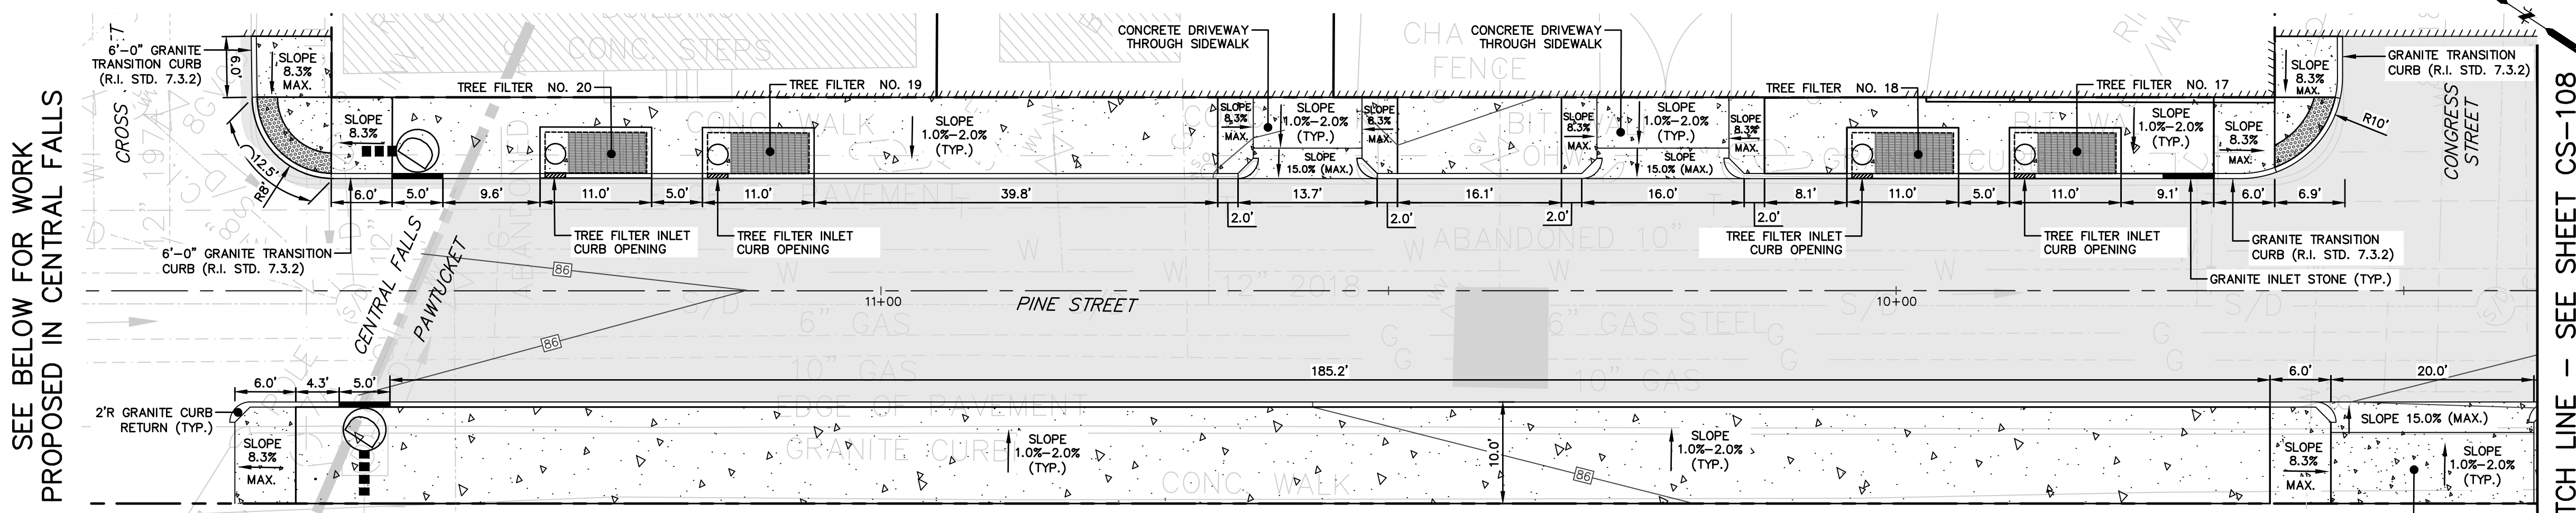 SEE BELOW FOR WORK
PROPOSED IN CENTRAL FALLS
CROSS
6'-0" GRANITE
TRANSITION CURB
(R.I. STD. 7.3.2)
6.0'
SLOPE
8.3%
MAX.
12.5'
R8'
BUILDING
CONC. STEPS
TREE FILTER NO. 20
TREE FILTER NO. 19
CONCRETE DRIVEWAY
THROUGH SIDEWALK
CHA
FENCE
CONCRETE DRIVEWAY
THROUGH SIDEWALK
TREE FILTER NO. 18
TREE FILTER NO. 17
SLOPE
8.3%
MAX.
GRANITE TRANSITION
CURB (R.I. STD. 7.3.2)
R10'
CONGRESS
STREET
SLOPE
8.3%
CONC. WALK
SLOPE
1.0%-2.0%
(TYP.)
SLOPE
8.3%
MAX.
SLOPE
1.0%-2.0%
(TYP.)
SLOPE
15.0% (MAX.)
SLOPE
8.3%
MAX.
SLOPE
8.3%
MAX.
SLOPE
1.0%-2.0%
(TYP.)
SLOPE
15.0% (MAX.)
SLOPE
8.3%
MAX.
SLOPE
1.0%-2.0%
(TYP.)
SLOPE
8.3%
MAX.
6.0'
5.0'
9.6'
11.0'
5.0'
11.0'
39.8'
2.0'
13.7'
2.0'
16.1'
2.0'
16.0'
2.0'
8.1'
11.0'
5.0'
11.0'
9.1'
6.0'
6.9'
PAVEMENT
6'-0" GRANITE TRANSITION
CURB (R.I. STD. 7.3.2)
CENTRAL FALLS
PAWTUCKET
TREE FILTER INLET
CURB OPENING
TREE FILTER INLET
CURB OPENING
ABANDONED 10"
TREE FILTER INLET
CURB OPENING
TREE FILTER INLET
CURB OPENING
GRANITE TRANSITION
CURB (R.I. STD. 7.3.2)
GRANITE INLET STONE (TYP.)
86
86
11+00
PINE STREET
12" 2018
10+00
S/D
6" GAS
6" GAS STEEL
S/D
S/D
10" GAS
10" GAS
6.0'
4.3'
5.0'
185.2'
6.0'
20.0'
2'R GRANITE CURB
RETURN (TYP.)
EDGE OF PAVEMENT
GRANITE CURB
CONC. WALK
SLOPE
8.3%
MAX.
SLOPE
1.0%-2.0%
(TYP.)
10.0'
86
SLOPE
1.0%-2.0%
(TYP.)
SLOPE
8.3%
MAX.
SLOPE 15.0% (MAX.)
SLOPE
1.0%-2.0%
(TYP.)
TCH LINE - SEE SHEET CS-108